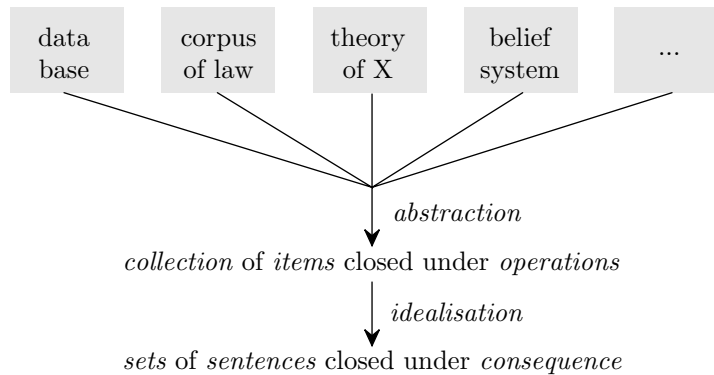 data
base
corpus
of law
theory
of X
belief
system
...
abstraction
collection of items closed under operations
idealisation
sets of sentences closed under consequence